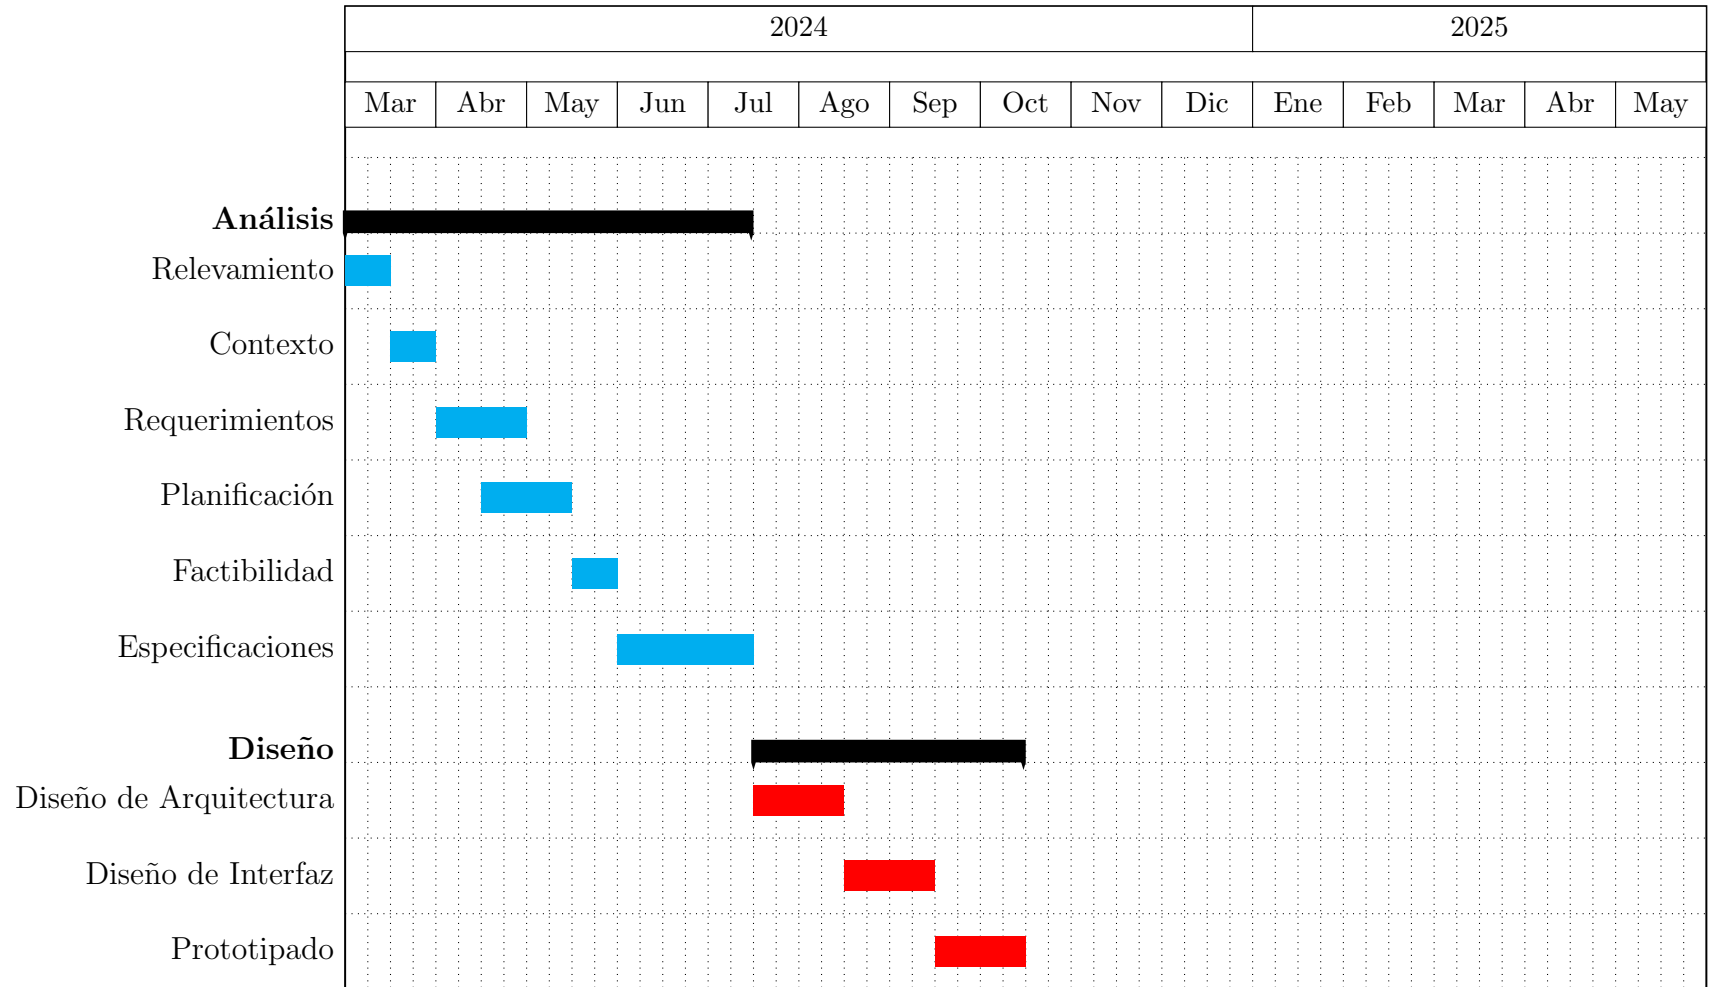 2024 2025
Mar Abr May Jun Jul Ago Sep Oct Nov Dic Ene Feb Mar Abr May
Análisis
Relevamiento
Contexto
Requerimientos
Planificación
Factibilidad
Especificaciones
Diseño
Diseño de Arquitectura
Diseño de Interfaz
Prototipado